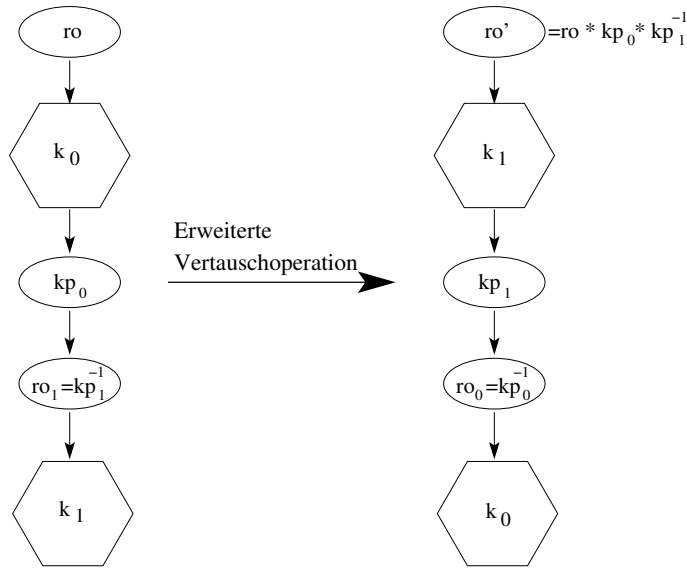 ro
k₀
kp₀
ro₁=kp₁⁻¹
k₁
Erweiterte
Vertauschoperation
ro’ =ro * kp₀* kp₁⁻¹
k₁
kp₁
ro₀=kp₀⁻¹
k₀